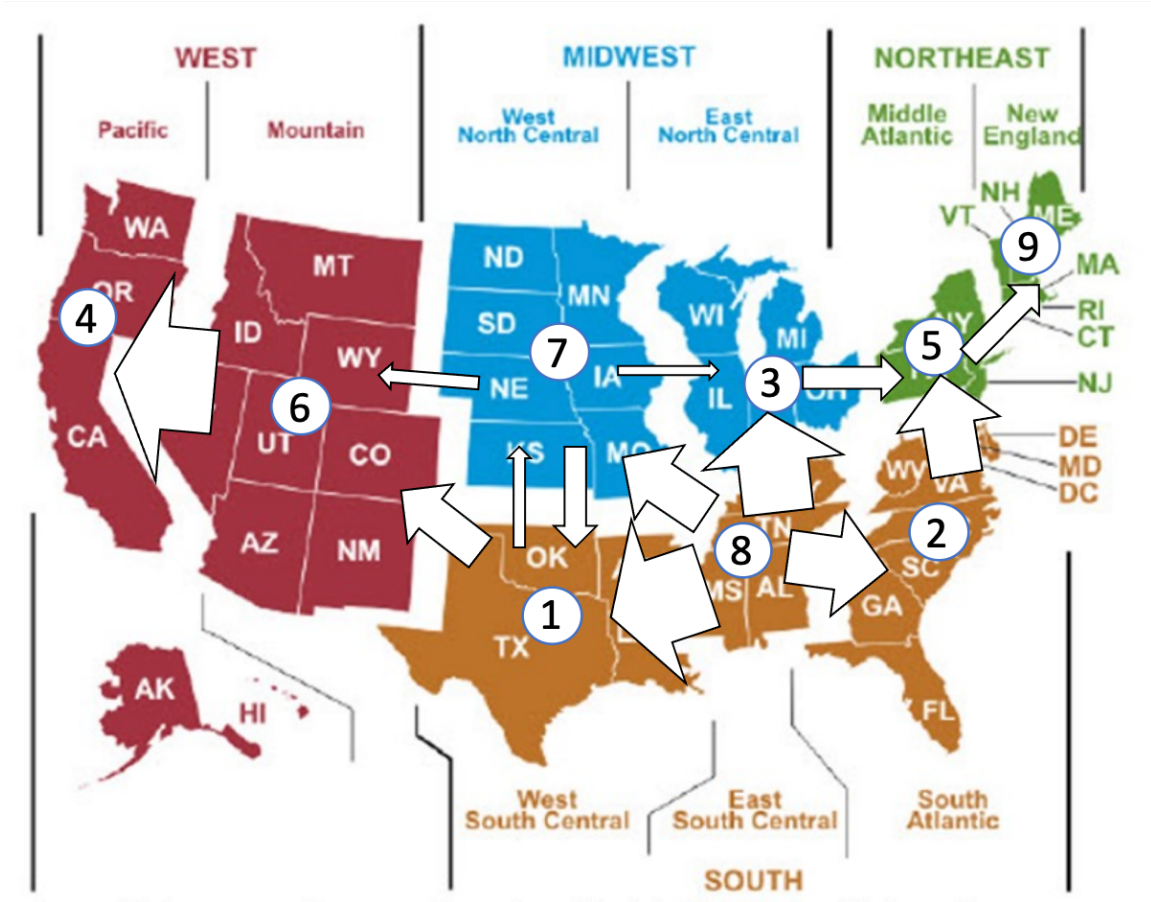 WEST
MIDWEST
NORTHEAST
Pacific
Mountain
West
North Central
East
North Central
Middle
Atlantic
New
England
NH
VT
ME
WA
MT
ND
MN
9
MA
OR
4
ID
SD
WI
MI
NY
5
RI
CT
WY
7
NE
IA
IL
3
OH
NJ
6
CA
UT
CO
KS
MO
WV
VA
DE
MD
DC
AZ
NM
OK
TN
8
2
SC
MS
AL
GA
1
TX
AK
HI
FL
West
South Central
East
South Central
South
Atlantic
SOUTH